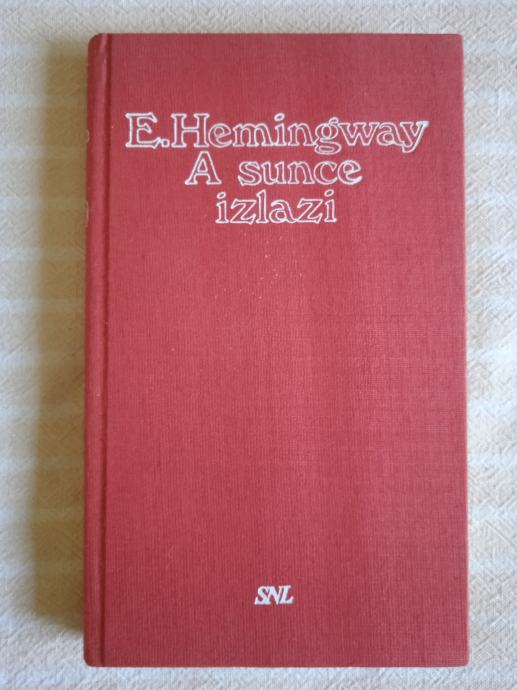 E.Hemingway
A sunce
izlazi
SNL